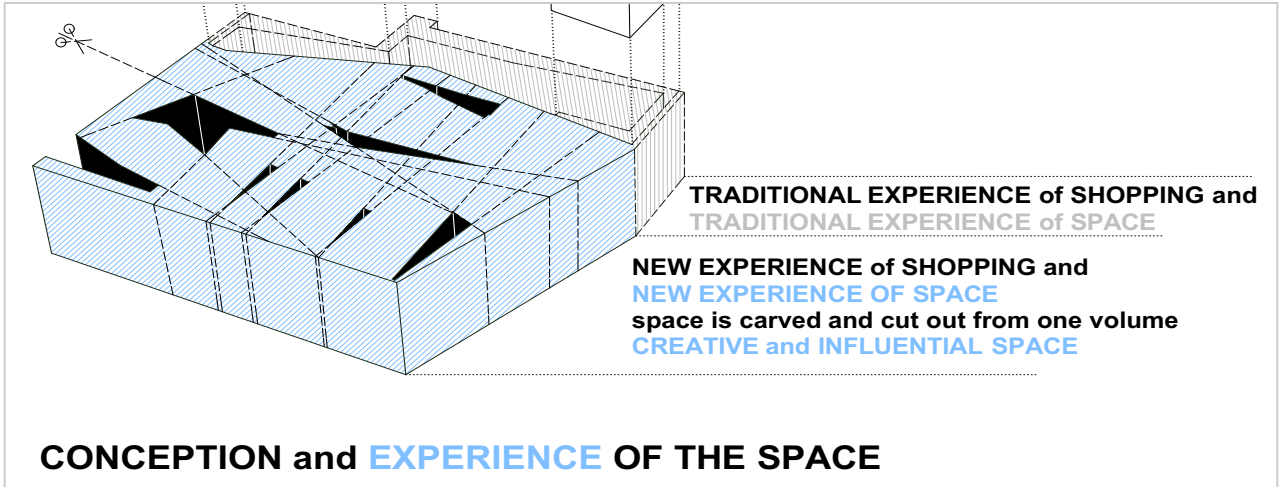 TRADITIONAL EXPERIENCE of SHOPPING and
TRADITIONAL EXPERIENCE of SPACE
NEW EXPERIENCE of SHOPPING and
NEW EXPERIENCE OF SPACE
space is carved and cut out from one volume
CREATIVE and INFLUENTIAL SPACE
CONCEPTION and EXPERIENCE OF THE SPACE